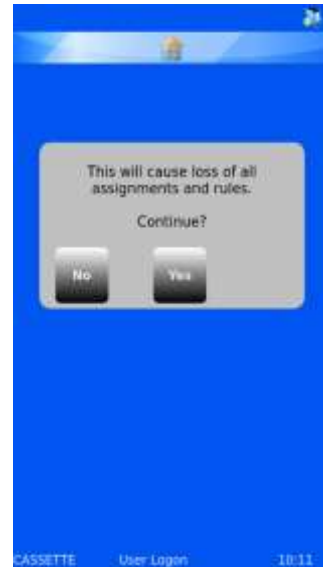 This will cause loss of all
assignments and rules.
Continue?
No Yes
CASSETTE User Logon 10:11